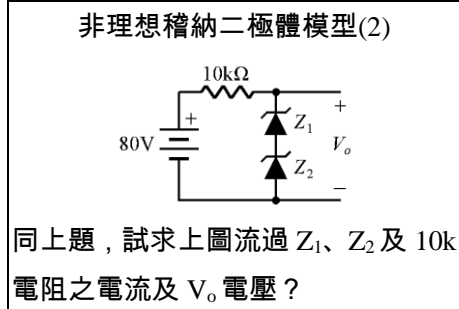 非理想稽納二極體模型(2)
10kΩ
+
+
Z₁
80V
Vₒ
Z₂
−
同上題，試求上圖流過 Z₁、Z₂ 及 10k
電阻之電流及 Vₒ 電壓？